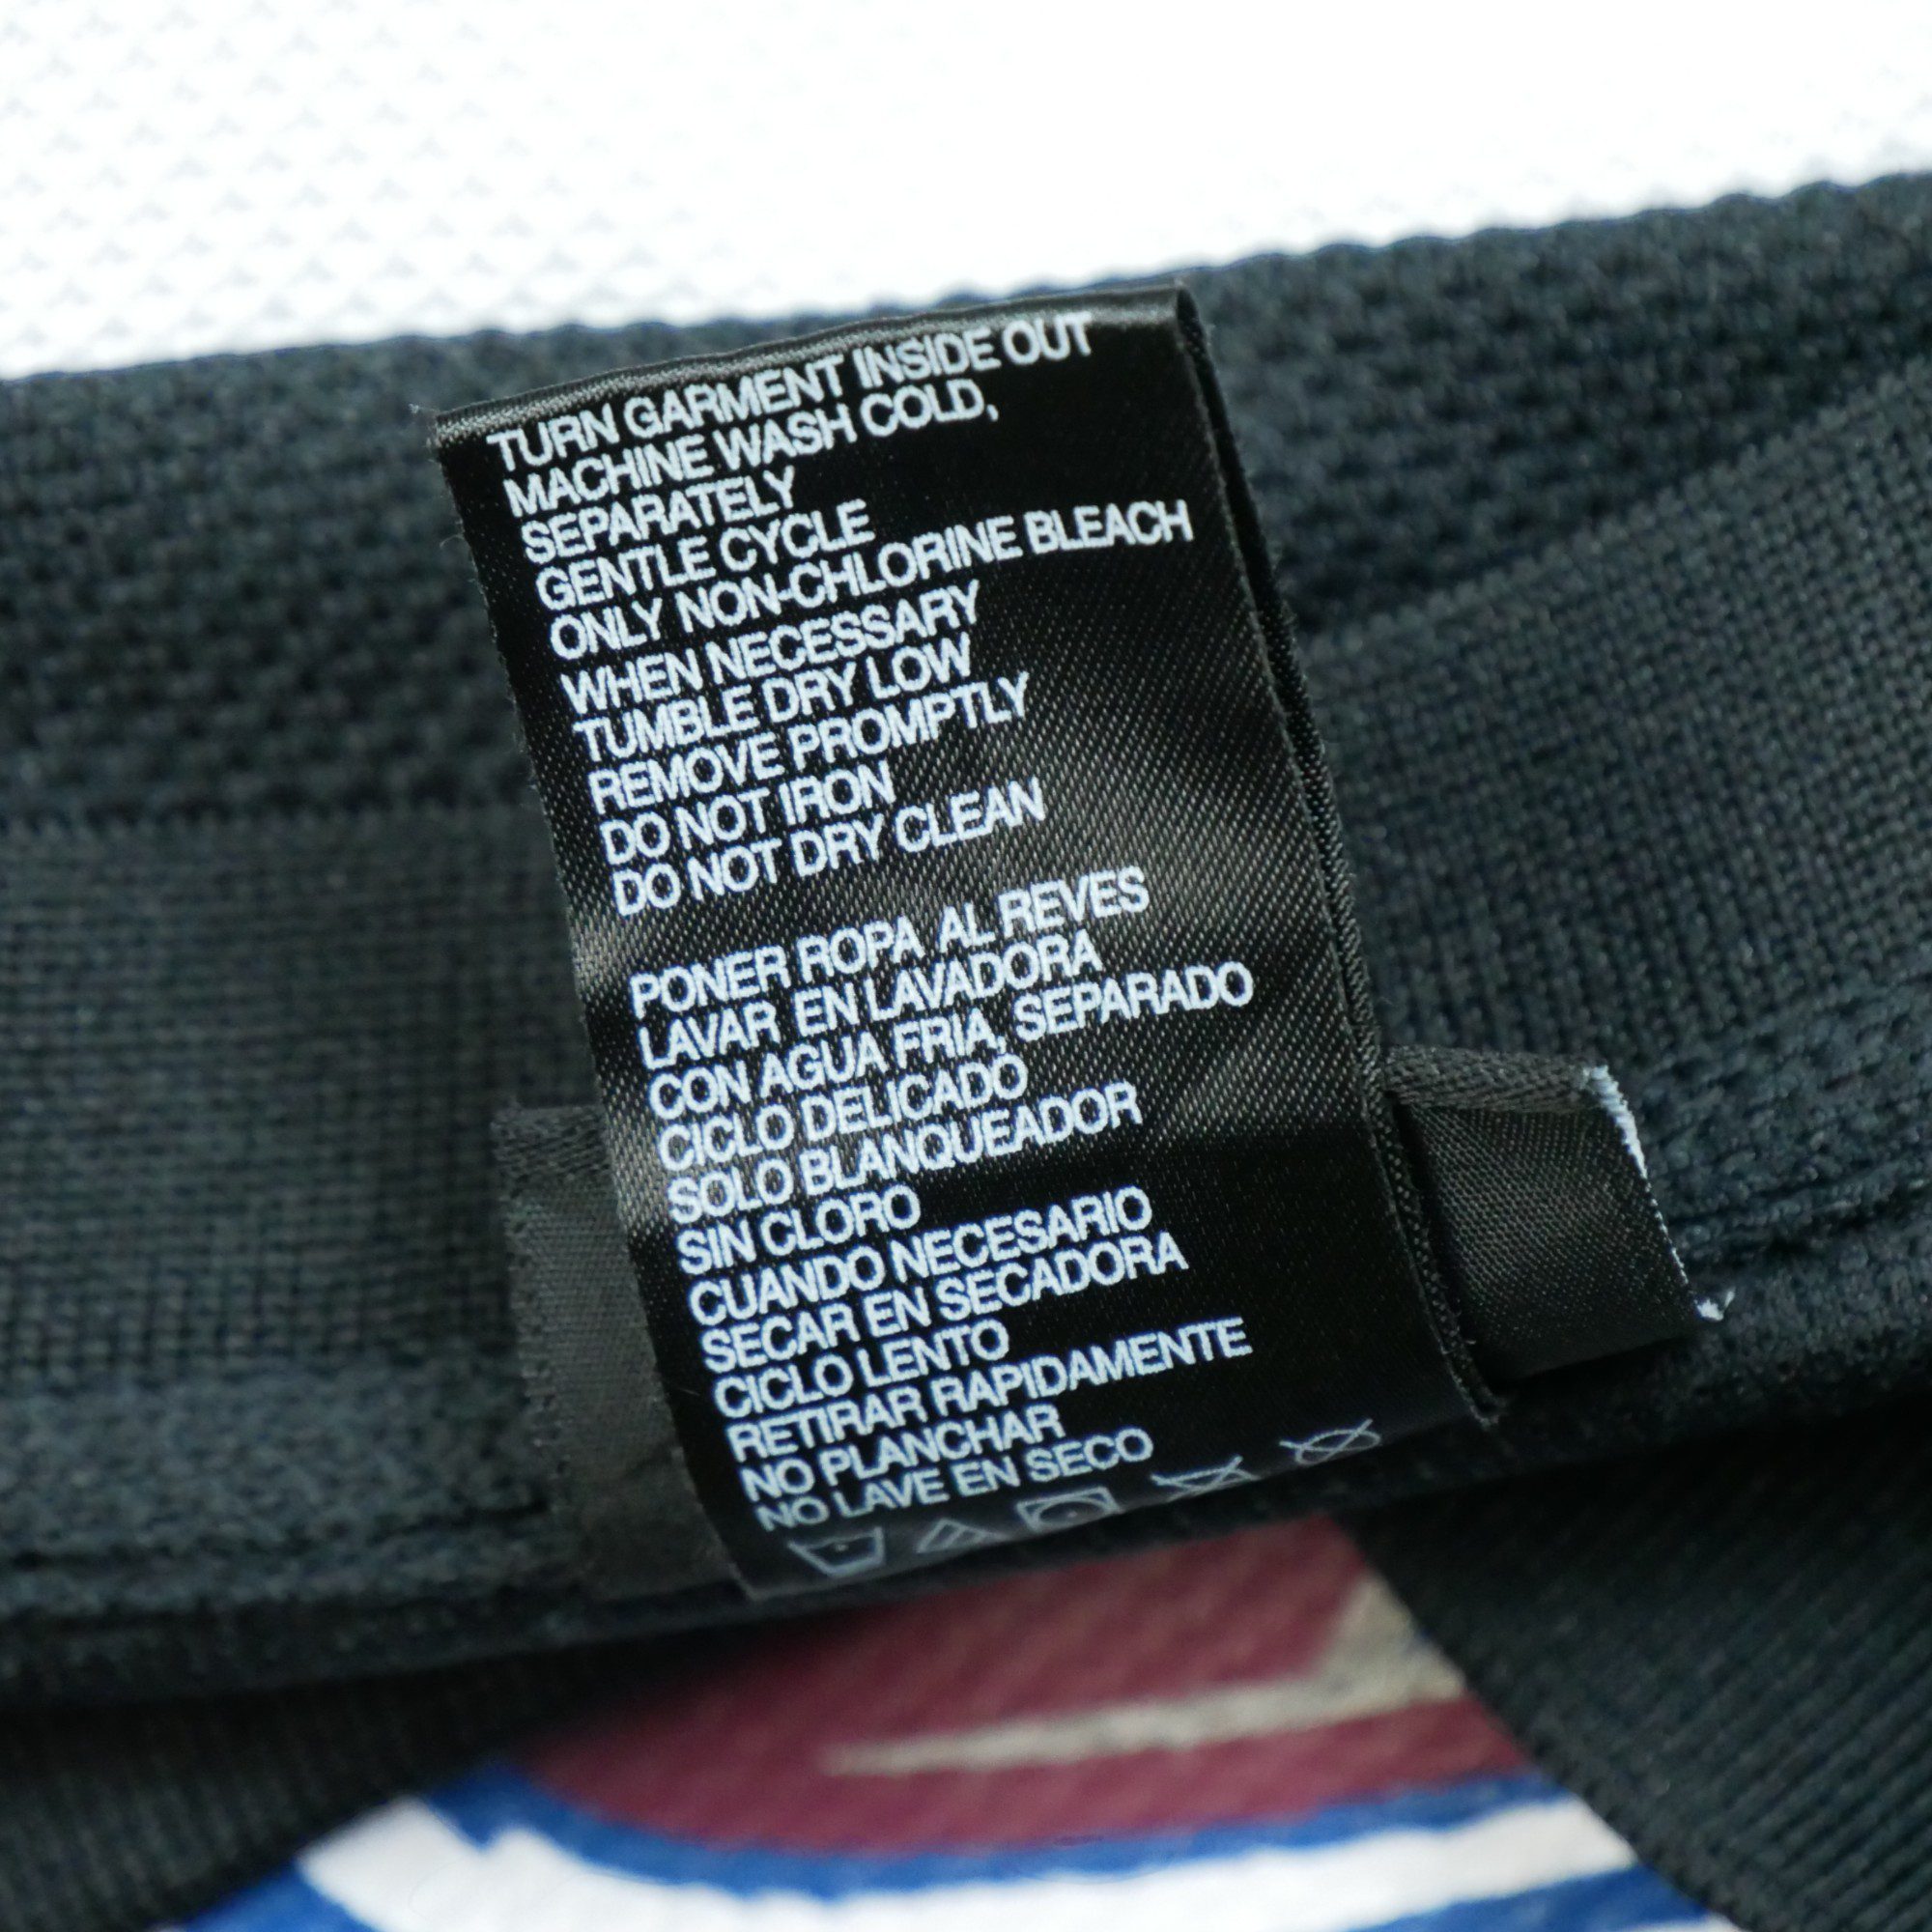 TURN GARMENT INSIDE OUT
MACHINE WASH COLD,
SEPARATELY
GENTLE CYCLE
ONLY NON-CHLORINE BLEACH
WHEN NECESSARY
TUMBLE DRY LOW
REMOVE PROMPTLY
DO NOT IRON
DO NOT DRY CLEAN
PONER ROPA AL REVES
LAVAR EN LAVADORA
CON AGUA FRIA, SEPARADO
CICLO DELICADO
SOLO BLANQUEADOR
SIN CLORO
CUANDO NECESARIO
SECAR EN SECADORA
CICLO LENTO
RETIRAR RAPIDAMENTE
NO PLANCHAR
NO LAVE EN SECO